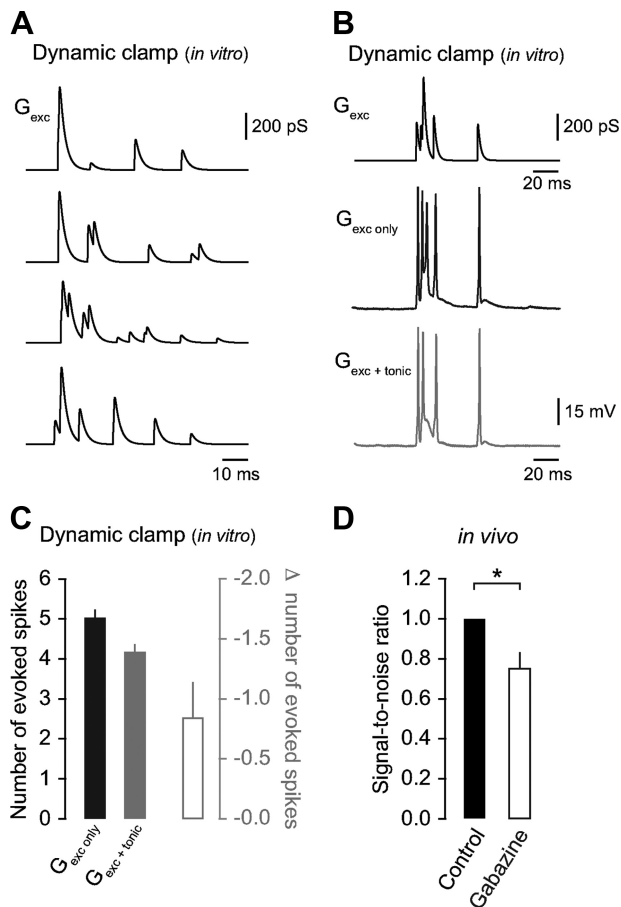 A
Dynamic clamp (in vitro)
Gexc
200 pS
10 ms
B
Dynamic clamp (in vitro)
Gexc
200 pS
20 ms
Gexc only
Gexc + tonic
15 mV
20 ms
C
Dynamic clamp (in vitro)
Number of evoked spikes
6
5
4
3
2
1
0
Gexc only
Gexc + tonic
-2.0
-1.5
-1.0
-0.5
-0.0
Δ number of evoked spikes
D
in vivo
Signal-to-noise ratio
1.2
1.0
0.8
0.6
0.4
0.2
0.0
*
Control
Gabazine